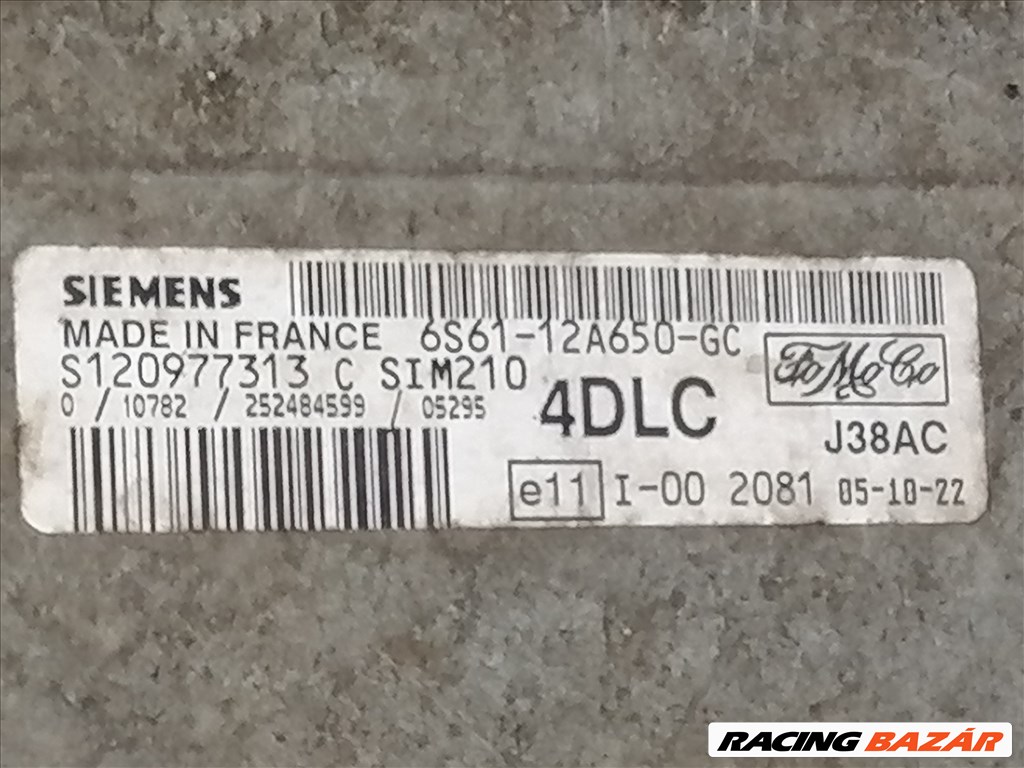 SIEMENS
MADE IN FRANCE 6S61-12A650-GC
S120977313 C SIM210
FoMoCo
0 / 10782 / 252484599 / 05295
4DLC
J38AC
e11 I-00 2081 05-10-22
RACING BAZÁR